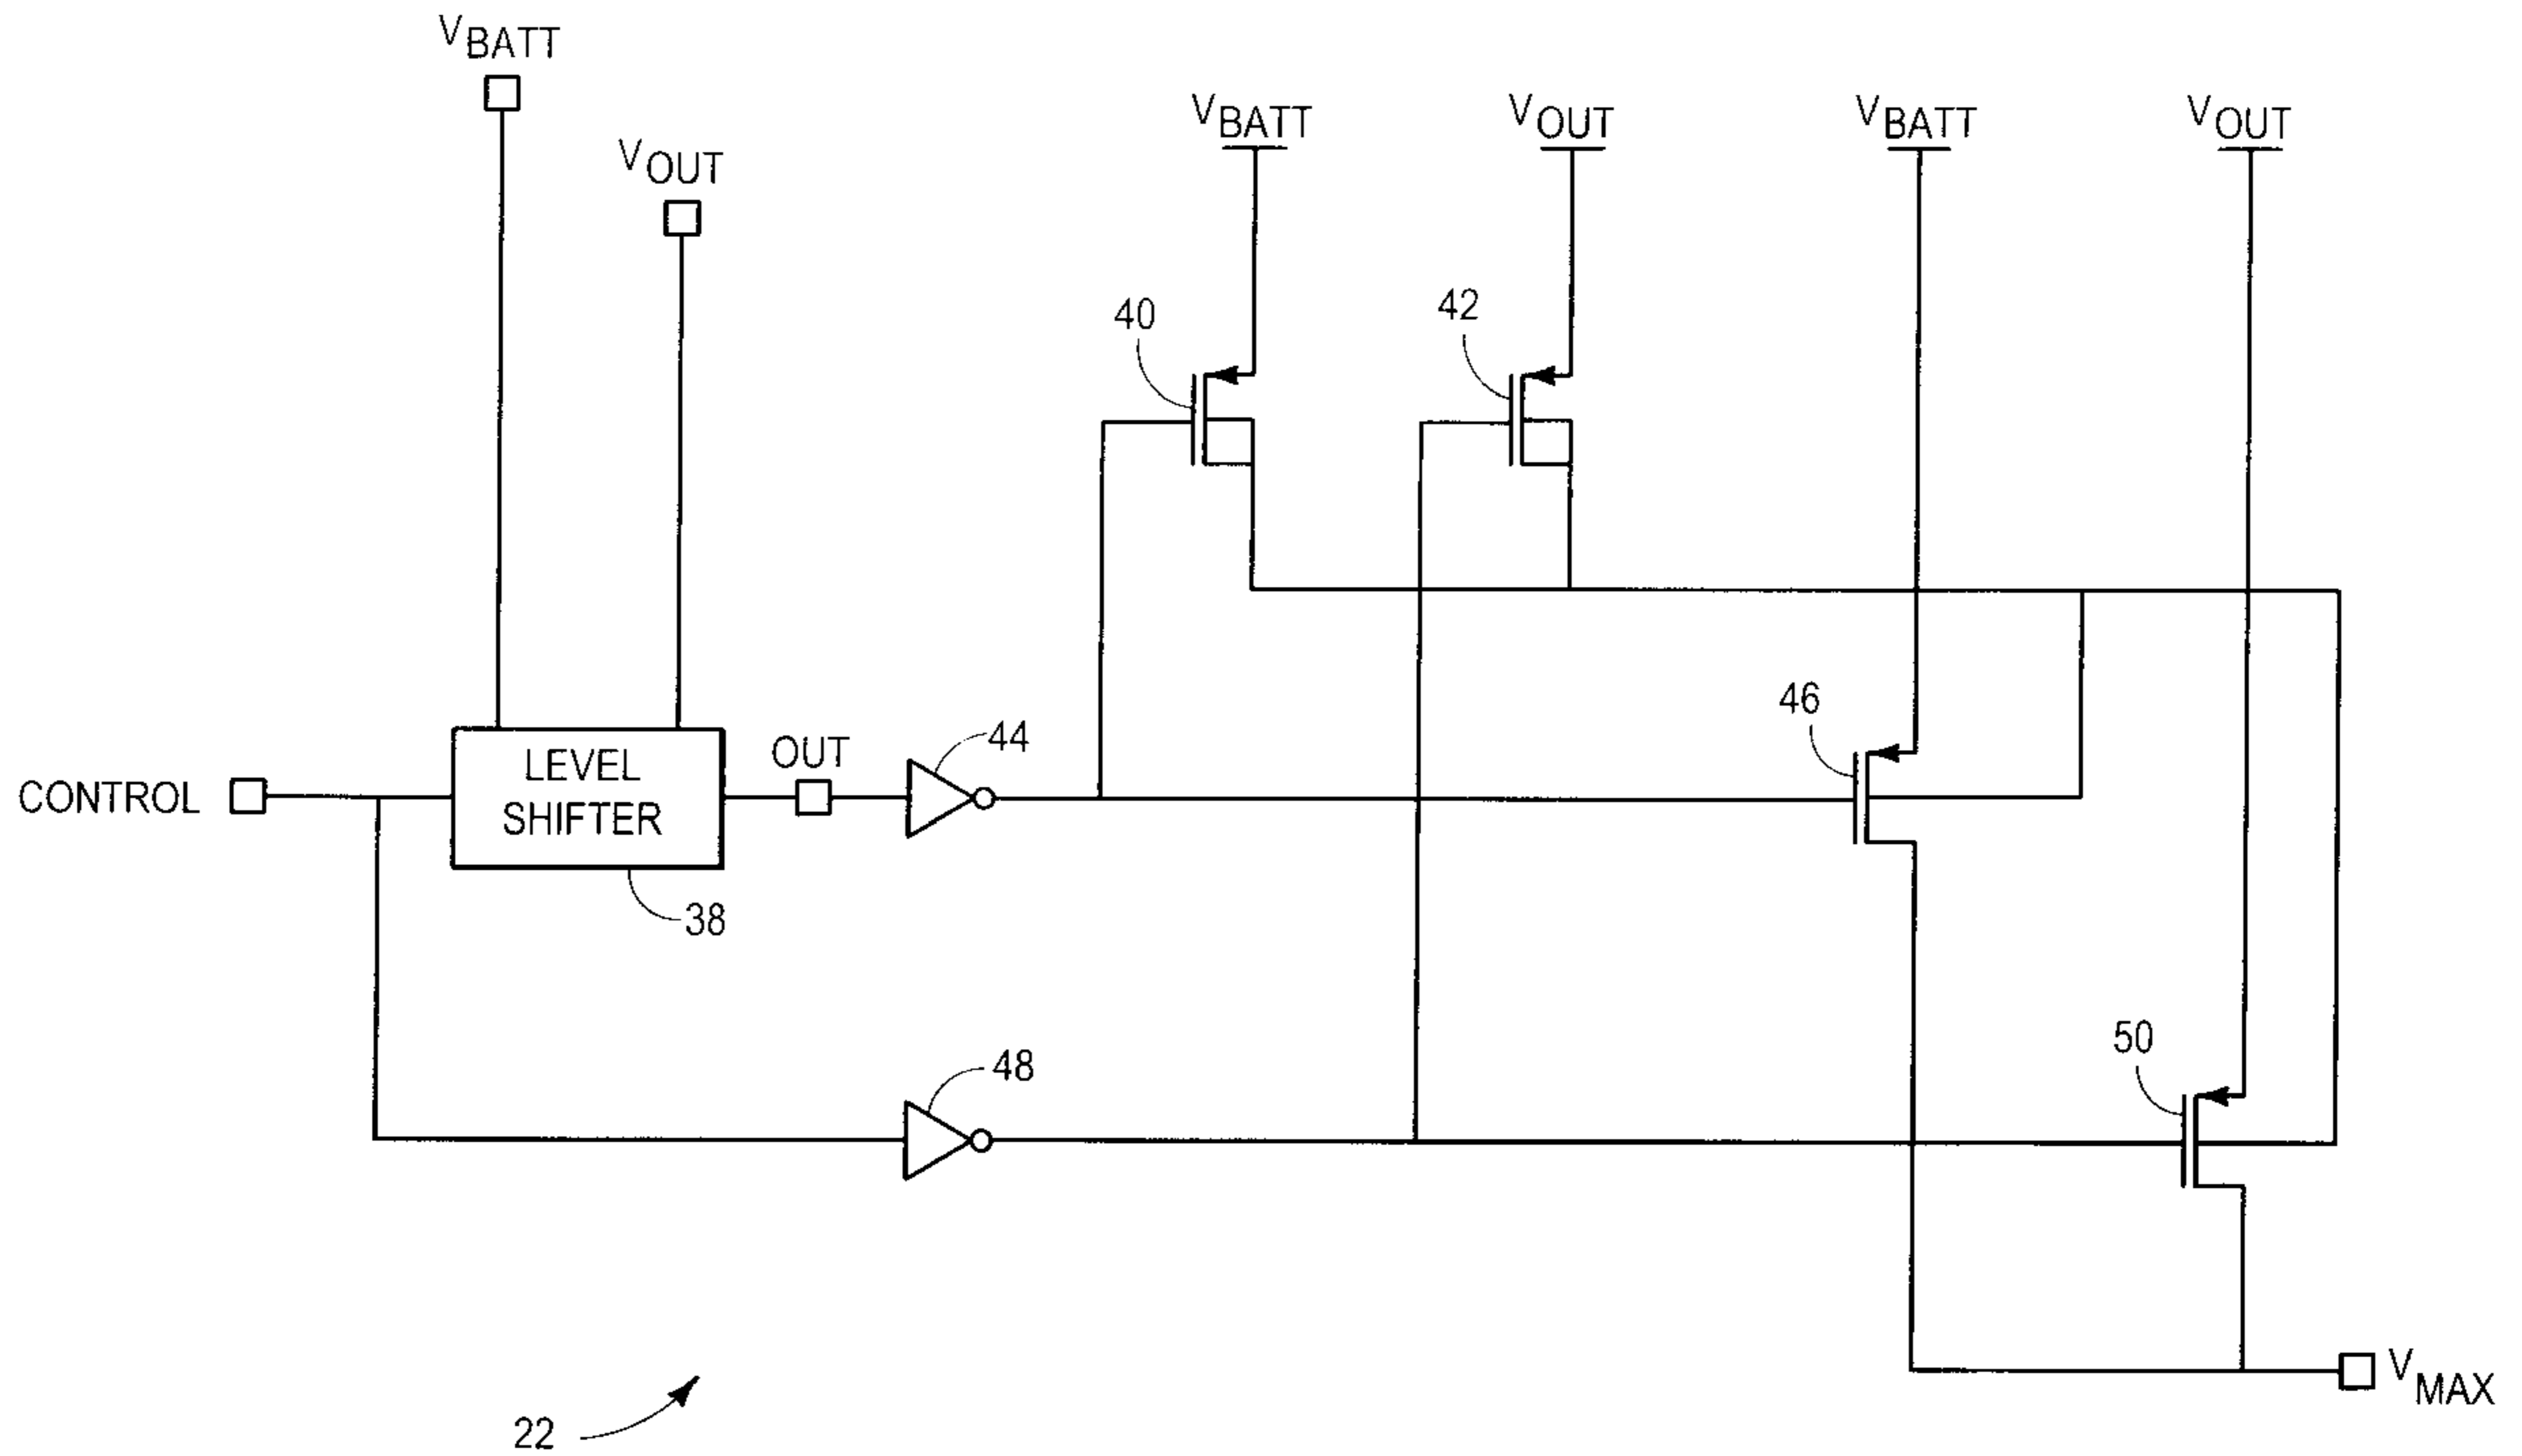 VBATT
VOUT
VBATT
VOUT
VBATT
VOUT
40
42
46
CONTROL
LEVEL
SHIFTER
OUT
44
38
48
50
22
VMAX